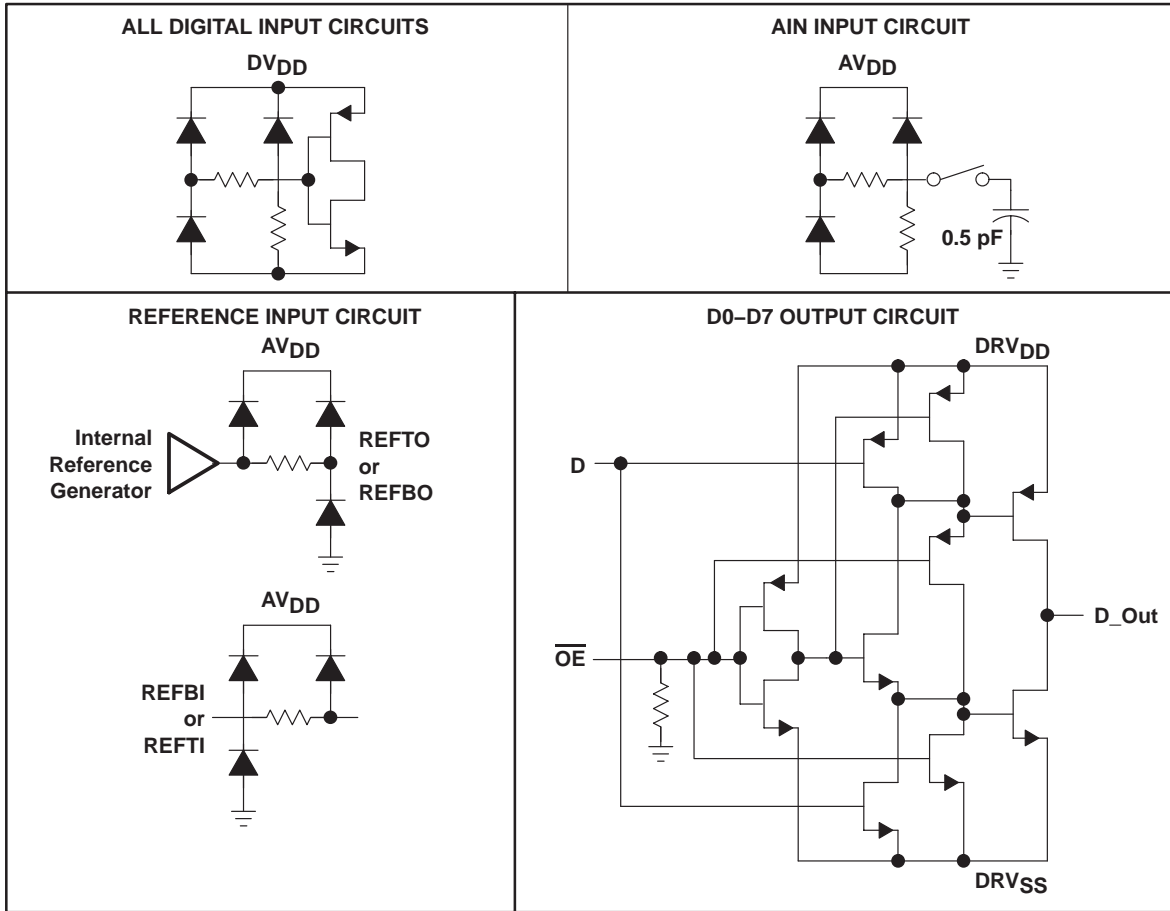 ALL DIGITAL INPUT CIRCUITS
DVDD
AIN INPUT CIRCUIT
AVDD
0.5 pF
REFERENCE INPUT CIRCUIT
AVDD
Internal
Reference
Generator
REFTO
or
REFBO
AVDD
REFBI
or
REFTI
D0–D7 OUTPUT CIRCUIT
DRVDD
D
D_Out
OE
DRVSS